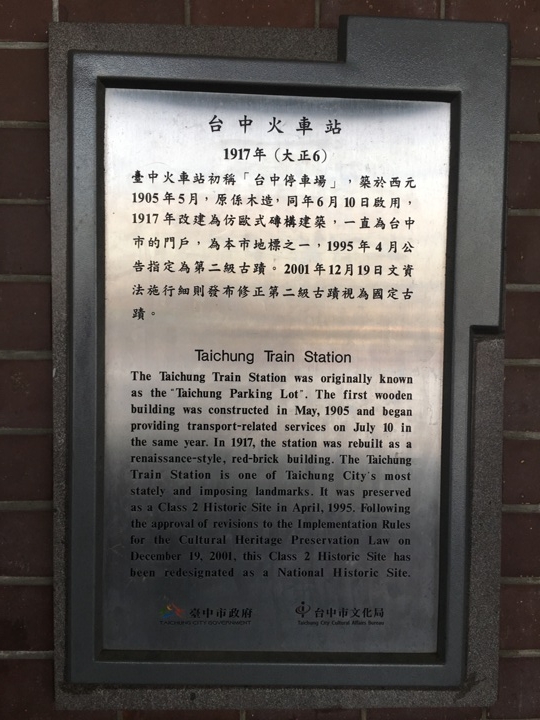 台中火車站
1917年（大正6）
臺中火車站初稱「台中停車場」，築於西元
1905年5月，原係木造，同年6月10日啟用，
1917年改建為仿歐式磚構建築，一直為台中
市的門戶，為本市地標之一，1995年4月公
告指定為第二級古蹟。2001年12月19日文資
法施行細則發布修正第二級古蹟視為國定古
蹟。
Taichung Train Station
The Taichung Train Station was originally known
as the "Taichung Parking Lot". The first wooden
building was constructed in May, 1905 and began
providing transport-related services on July 10 in
the same year. In 1917, the station was rebuilt as a
renaissance-style, red-brick building. The Taichung
Train Station is one of Taichung City's most
stately and imposing landmarks. It was preserved
as a Class 2 Historic Site in April, 1995. Following
the approval of revisions to the Implementation Rules
for the Cultural Heritage Preservation Law on
December 19, 2001, this Class 2 Historic Site has
been redesignated as a National Historic Site.
臺中市政府 台中市文化局
TAICHUNG CITY GOVERNMENT Taichung City Cultural Affairs Bureau